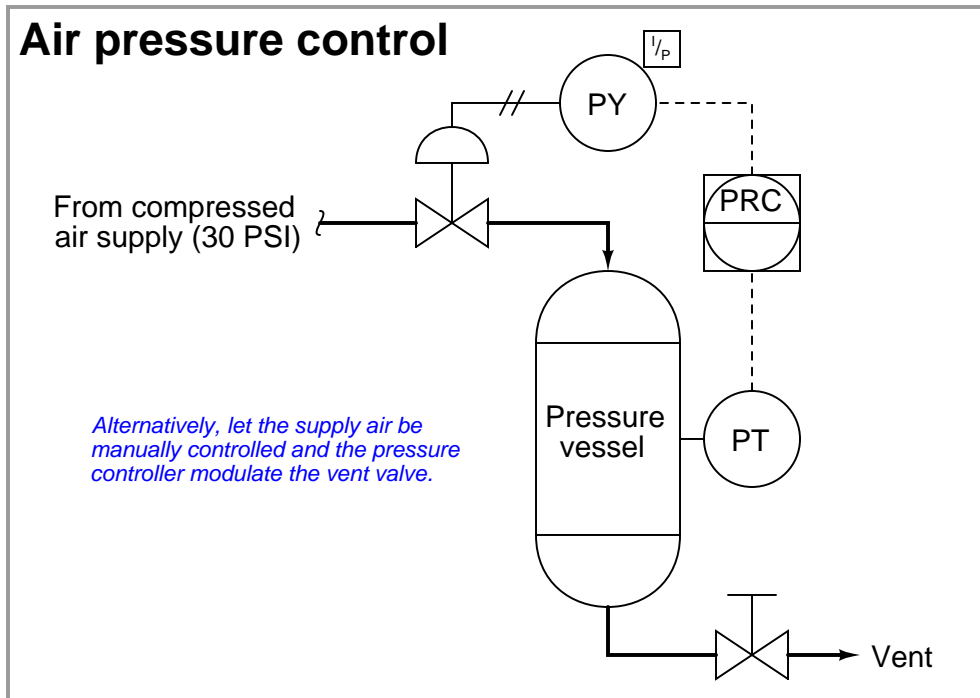 Air pressure control
I/P
PY
PRC
From compressed
air supply (30 PSI)
Alternatively, let the supply air be
manually controlled and the pressure
controller modulate the vent valve.
Pressure
vessel
PT
Vent